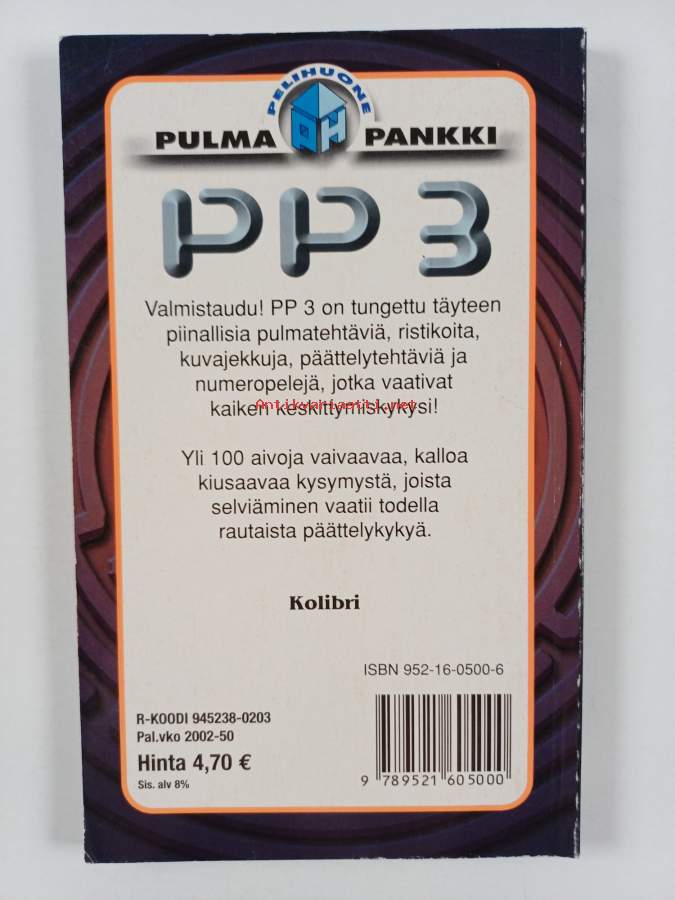 PELIHUONE
PULMA PANKKI
PP 3
Valmistaudu! PP 3 on tungettu täyteen
piinallisia pulmatehtäviä, ristikoita,
kuvajekkuja, päättelytehtäviä ja
numeropelejä, jotka vaativat
kaiken keskittymiskykysi!
Antikvariaatti.net
Yli 100 aivoja vaivaavaa, kalloa
kiusaavaa kysymystä, joista
selviäminen vaatii todella
rautaista päättelykykyä.
Kolibri
ISBN 952-16-0500-6
R-KOODI 945238-0203
Pal.vko 2002-50
Hinta 4,70 €
Sis. alv 8%
9 789521 605000